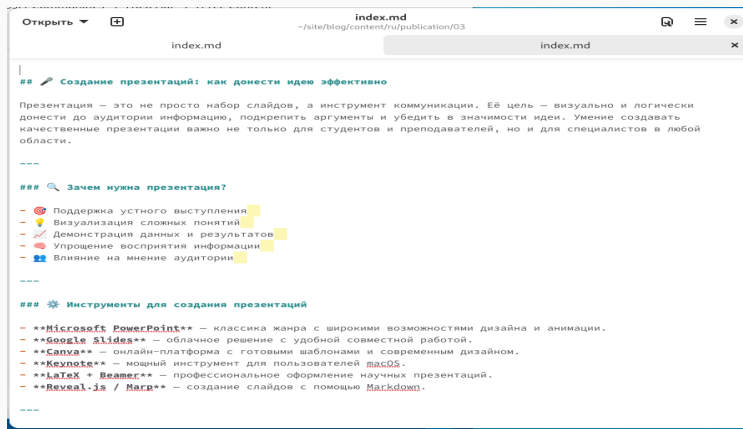 Открыть
index.md
~/site/blog/content/ru/publication/03
index.md
index.md
## 🎤 Создание презентаций: как донести идею эффективно
Презентация — это не просто набор слайдов, а инструмент коммуникации. Её цель — визуально и логически
донести до аудитории информацию, подкрепить аргументы и убедить в значимости идеи. Умение создавать
качественные презентации важно не только для студентов и преподавателей, но и для специалистов в любой
области.
---
### 🔍 Зачем нужна презентация?
- 🎯 Поддержка устного выступления
- 💡 Визуализация сложных понятий
- 📈 Демонстрация данных и результатов
- 🧠 Упрощение восприятия информации
- 👥 Влияние на мнение аудитории
---
### ⚙️ Инструменты для создания презентаций
- **Microsoft PowerPoint** — классика жанра с широкими возможностями дизайна и анимации.
- **Google Slides** — облачное решение с удобной совместной работой.
- **Canva** — онлайн-платформа с готовыми шаблонами и современным дизайном.
- **Keynote** — мощный инструмент для пользователей macOS.
- **LaTeX + Beamer** — профессиональное оформление научных презентаций.
- **Reveal.js / Marp** — создание слайдов с помощью Markdown.
---